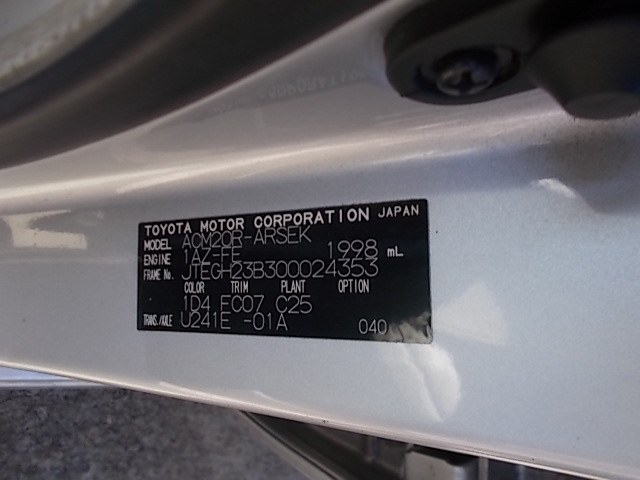 TOYOTA MOTOR CORPORATION JAPAN
MODEL ACM20R-ARSEK
ENGINE 1AZ-FE 1998 mL
FRAME No. JTEGH23B300024353
COLOR TRIM PLANT OPTION
1D4 FC07 C25
TRANS./AXLE U241E -01A 040